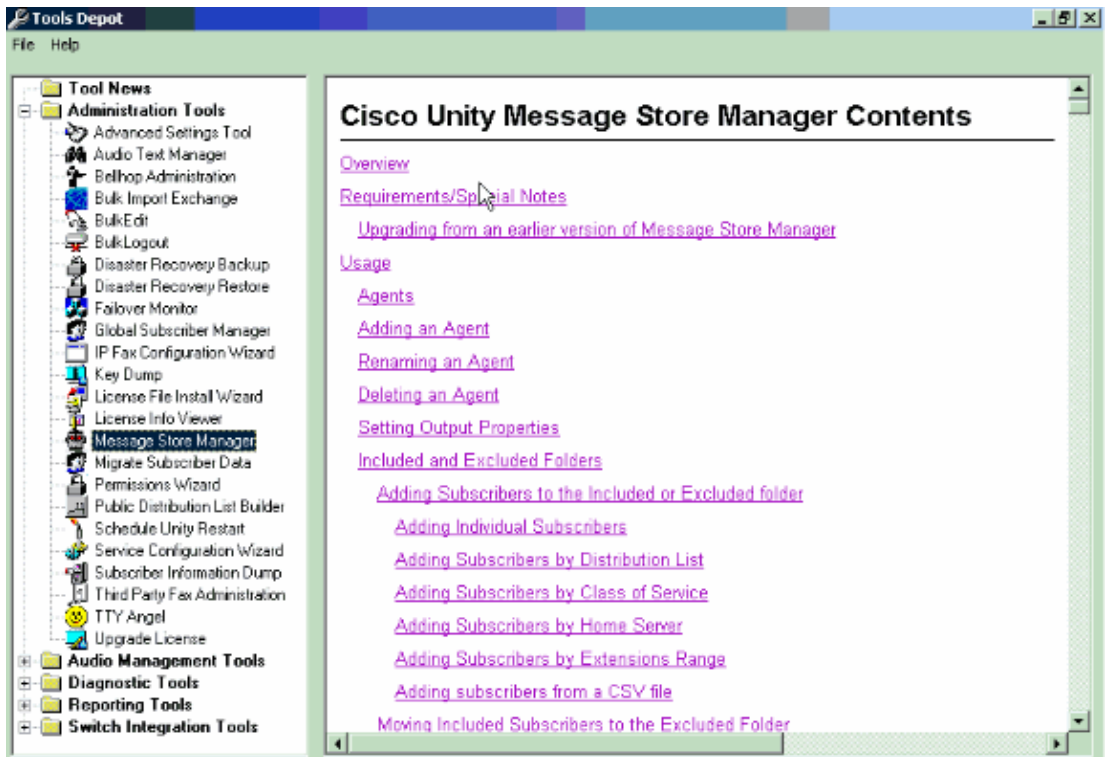 Tools Depot
File Help
Tool News
Administration Tools
Advanced Settings Tool
Audio Text Manager
Bellhop Administration
Bulk Import Exchange
BulkEdit
BulkLogout
Disaster Recovery Backup
Disaster Recovery Restore
Failover Monitor
Global Subscriber Manager
IP Fax Configuration Wizard
Key Dump
License File Install Wizard
License Info Viewer
Message Store Manager
Migrate Subscriber Data
Permissions Wizard
Public Distribution List Builder
Schedule Unity Restart
Service Configuration Wizard
Subscriber Information Dump
Third Party Fax Administration
TTY Angel
Upgrade License
Audio Management Tools
Diagnostic Tools
Reporting Tools
Switch Integration Tools
Cisco Unity Message Store Manager Contents
Overview
Requirements/Special Notes
Upgrading from an earlier version of Message Store Manager
Usage
Agents
Adding an Agent
Renaming an Agent
Deleting an Agent
Setting Output Properties
Included and Excluded Folders
Adding Subscribers to the Included or Excluded folder
Adding Individual Subscribers
Adding Subscribers by Distribution List
Adding Subscribers by Class of Service
Adding Subscribers by Home Server
Adding Subscribers by Extensions Range
Adding subscribers from a CSV file
Moving Included Subscribers to the Excluded Folder